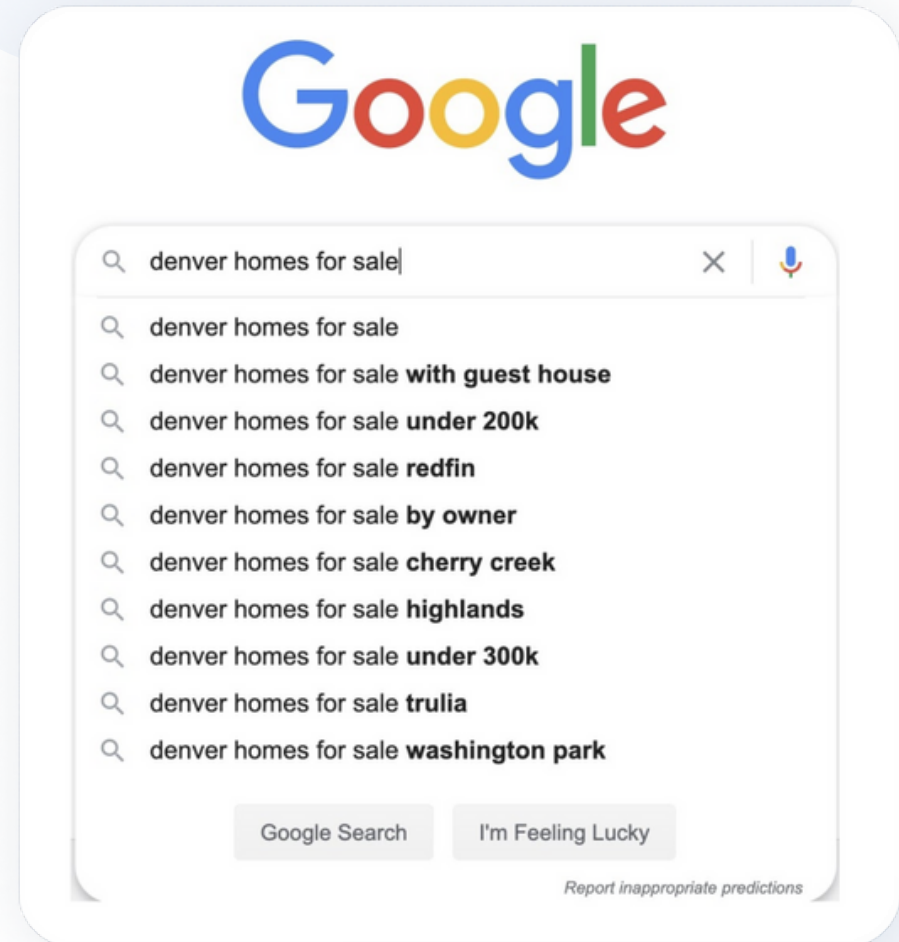 Google
denver homes for sale
denver homes for sale
denver homes for sale with guest house
denver homes for sale under 200k
denver homes for sale redfin
denver homes for sale by owner
denver homes for sale cherry creek
denver homes for sale highlands
denver homes for sale under 300k
denver homes for sale trulia
denver homes for sale washington park
Google Search I'm Feeling Lucky
Report inappropriate predictions